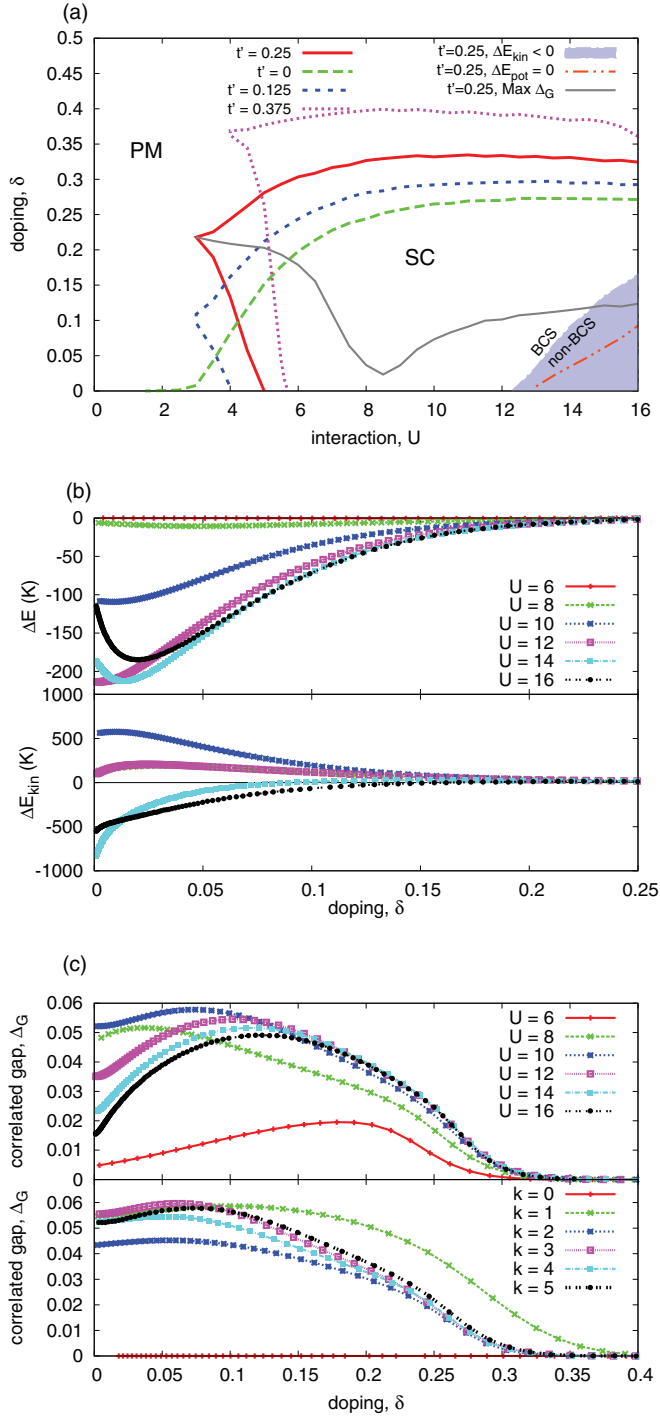 (a)
t' = 0.25
t' = 0
t' = 0.125
t' = 0.375
t'=0.25, ΔE_kin < 0
t'=0.25, ΔE_pot = 0
t'=0.25, Max Δ_G
PM
SC
BCS
non-BCS
0.5
0.45
0.4
0.35
0.3
0.25
0.2
0.15
0.1
0.05
0
doping, δ
0 2 4 6 8 10 12 14 16
interaction, U
(b)
0
-50
-100
-150
-200
ΔE (K)
U = 6
U = 8
U = 10
U = 12
U = 14
U = 16
1000
500
0
-500
-1000
ΔE_kin (K)
0 0.05 0.1 0.15 0.2 0.25
doping, δ
(c)
0.06
0.05
0.04
0.03
0.02
0.01
0
correlated gap, Δ_G
U = 6
U = 8
U = 10
U = 12
U = 14
U = 16
0.06
0.05
0.04
0.03
0.02
0.01
0
correlated gap, Δ_G
k = 0
k = 1
k = 2
k = 3
k = 4
k = 5
0 0.05 0.1 0.15 0.2 0.25 0.3 0.35 0.4
doping, δ